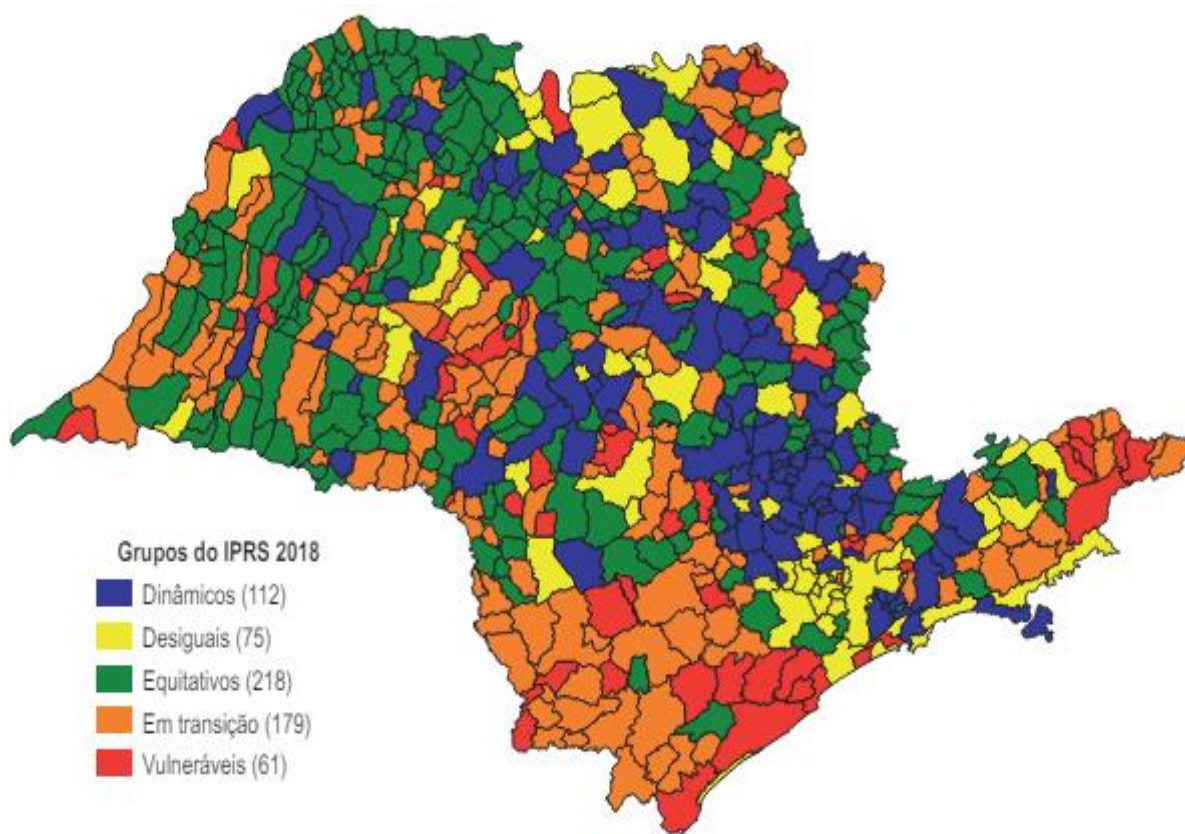 Grupos do IPRS 2018
Dinâmicos (112)
Desiguais (75)
Equitativos (218)
Em transição (179)
Vulneráveis (61)